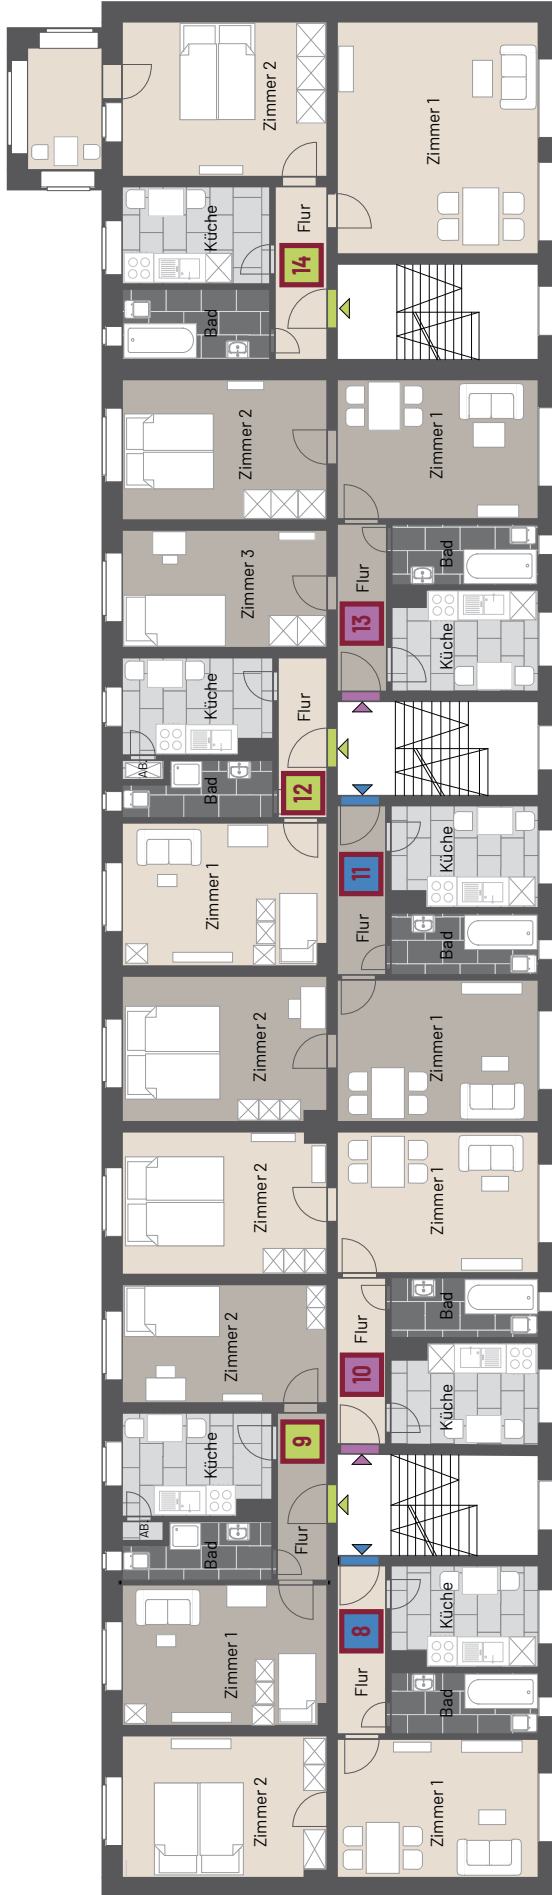 Zimmer 2
Zimmer 1
Küche
Flur
14
Bad
Zimmer 2
Zimmer 1
Zimmer 3
Flur
Bad
13
Küche
Küche
Flur
AB.
Bad
12
Zimmer 1
11
Küche
Flur
Bad
Zimmer 2
Zimmer 1
Zimmer 2
Zimmer 1
Zimmer 2
Flur
Bad
10
Küche
Küche
9
AB.
Bad
Flur
Zimmer 1
8
Küche
Flur
Bad
Zimmer 2
Zimmer 1